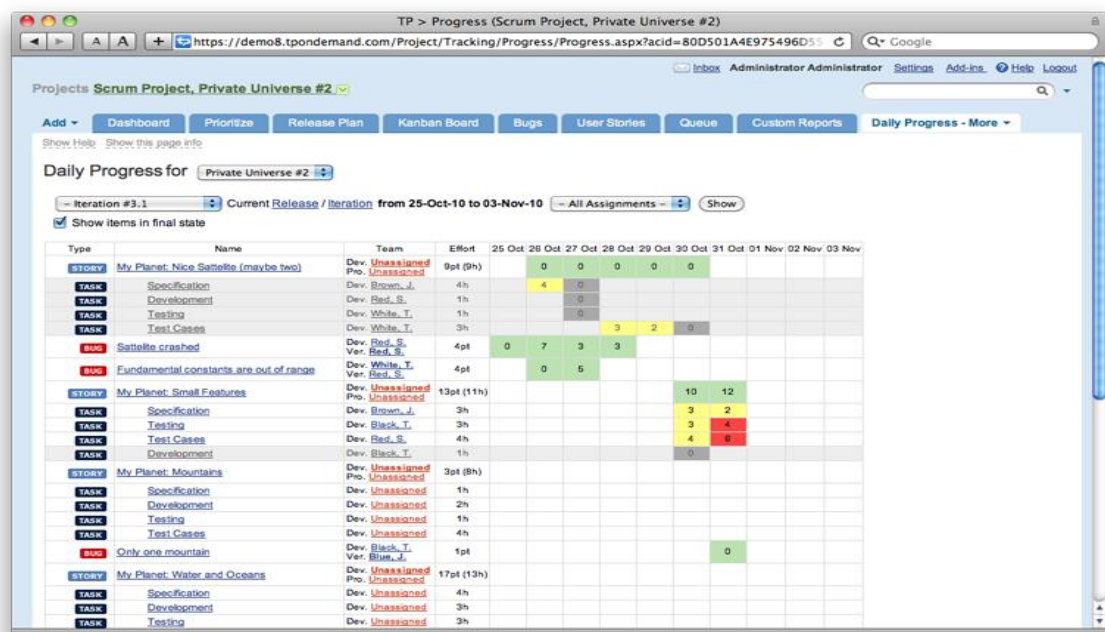 TP > Progress (Scrum Project, Private Universe #2)
A A + https://demo8.tpondemand.com/Project/Tracking/Progress/Progress.aspx?acid=80D501A4E975496D55 Google
Inbox Administrator Administrator Settings Add-ins Help Logout
Projects Scrum Project, Private Universe #2
Add Dashboard Prioritize Release Plan Kanban Board Bugs User Stories Queue Custom Reports Daily Progress - More
Show Help Show this page info
Daily Progress for Private Universe #2
– Iteration #3.1 Current Release / Iteration from 25-Oct-10 to 03-Nov-10 – All Assignments – Show
Show items in final state
Type Name Team Effort 25 Oct 26 Oct 27 Oct 28 Oct 29 Oct 30 Oct 31 Oct 01 Nov 02 Nov 03 Nov
STORY My Planet: Nice Sattelite (maybe two) Dev. Unassigned 9pt (9h) 0 0 0 0 0
Pro. Unassigned
TASK Specification Dev. Brown, J. 4h 4 0
TASK Development Dev. Red, S. 1h 0
TASK Testing Dev. White, T. 1h 0
TASK Test Cases Dev. White, T. 3h 3 2 0
BUG Sattelite crashed Dev. Red, S. 4pt 0 7 3 3
Ver. Red, S.
BUG Fundamental constants are out of range Dev. White, T. 4pt 0 5
Ver. Red, S.
STORY My Planet: Small Features Dev. Unassigned 13pt (11h) 10 12
Pro. Unassigned
TASK Specification Dev. Brown, J. 3h 3 2
TASK Testing Dev. Black, T. 3h 3 4
TASK Test Cases Dev. Red, S. 4h 4 6
TASK Development Dev. Black, T. 1h 0
STORY My Planet: Mountains Dev. Unassigned 3pt (8h)
Pro. Unassigned
TASK Specification Dev. Unassigned 1h
TASK Development Dev. Unassigned 2h
TASK Testing Dev. Unassigned 1h
TASK Test Cases Dev. Unassigned 4h
BUG Only one mountain Dev. Black, T. 1pt 0
Ver. Blue, J.
STORY My Planet: Water and Oceans Dev. Unassigned 17pt (13h)
Pro. Unassigned
TASK Specification Dev. Unassigned 4h
TASK Development Dev. Unassigned 3h
TASK Testing Dev. Unassigned 3h